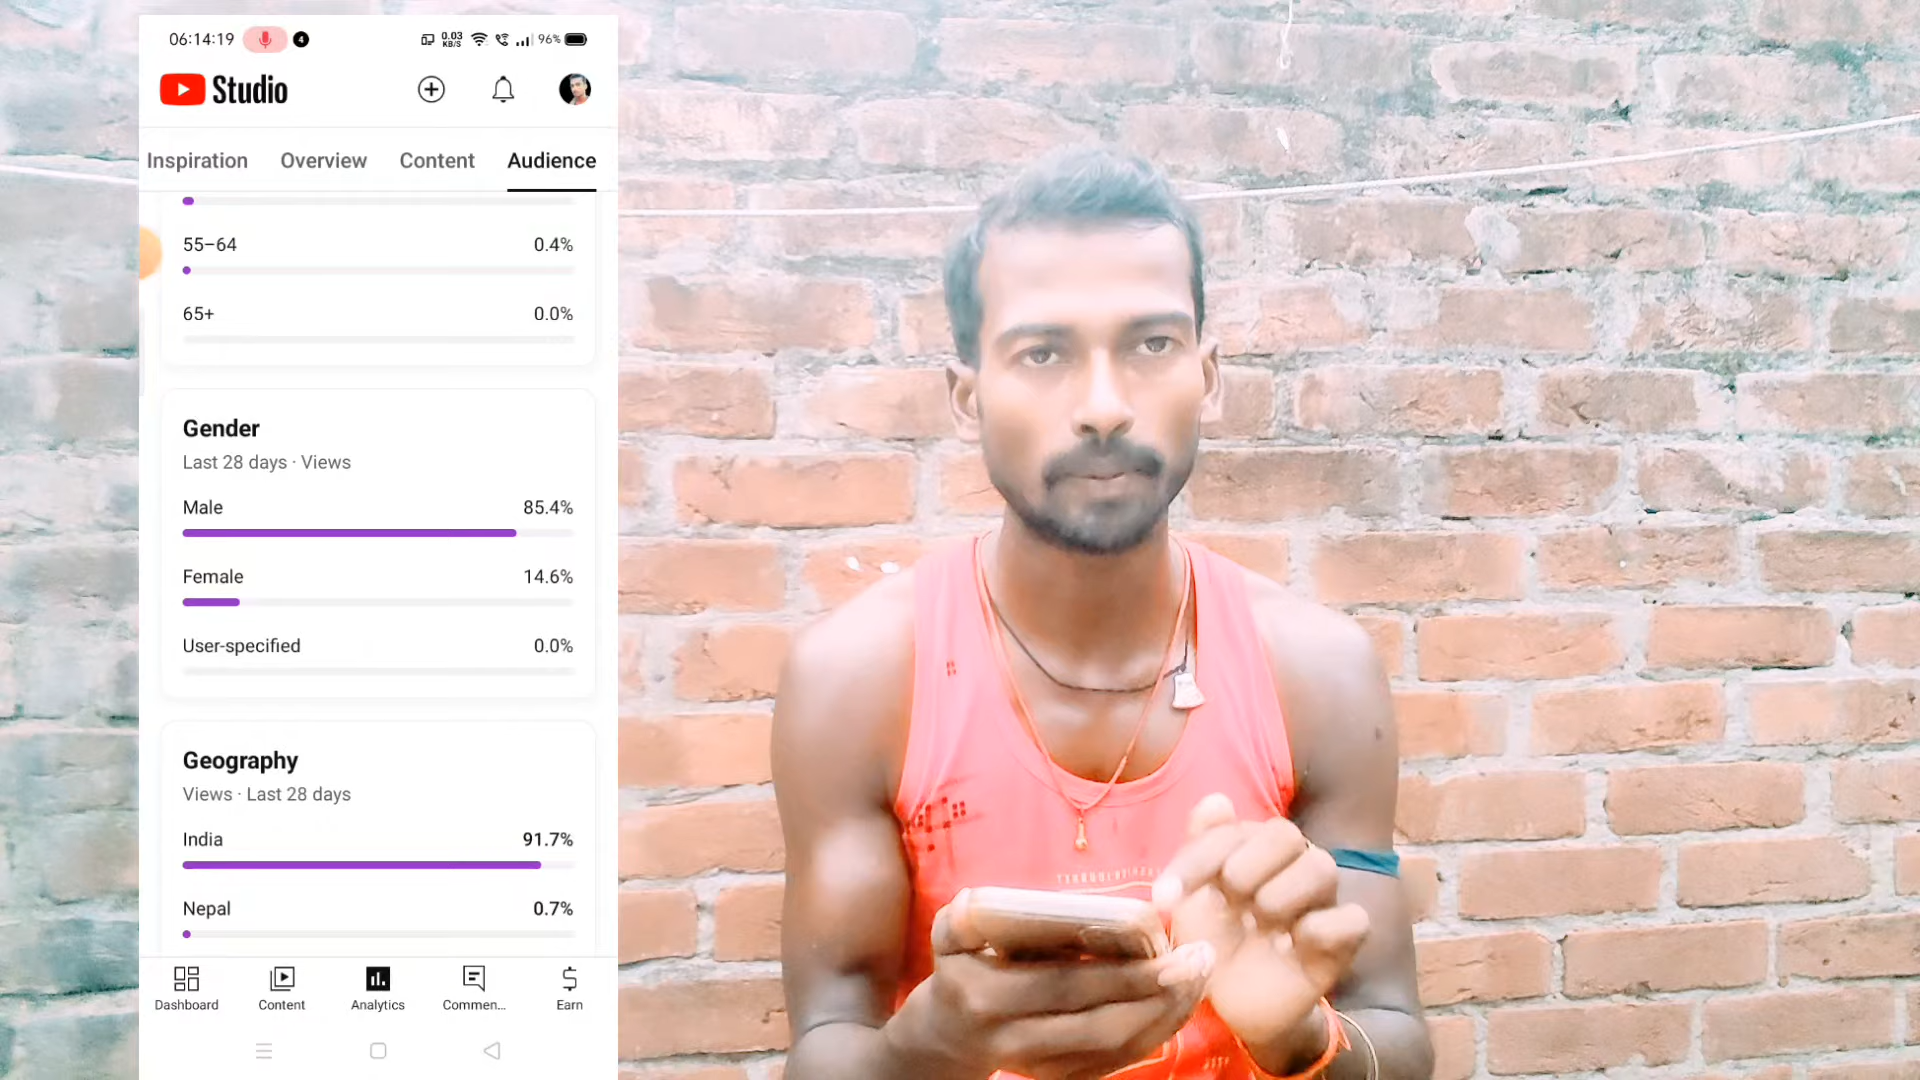 06:14:19 4 0.03 KB/S 96%
Studio
Inspiration Overview Content Audience
55–64 0.4%
65+ 0.0%
Gender
Last 28 days · Views
Male 85.4%
Female 14.6%
User-specified 0.0%
Geography
Views · Last 28 days
India 91.7%
Nepal 0.7%
Dashboard Content Analytics Commen... Earn